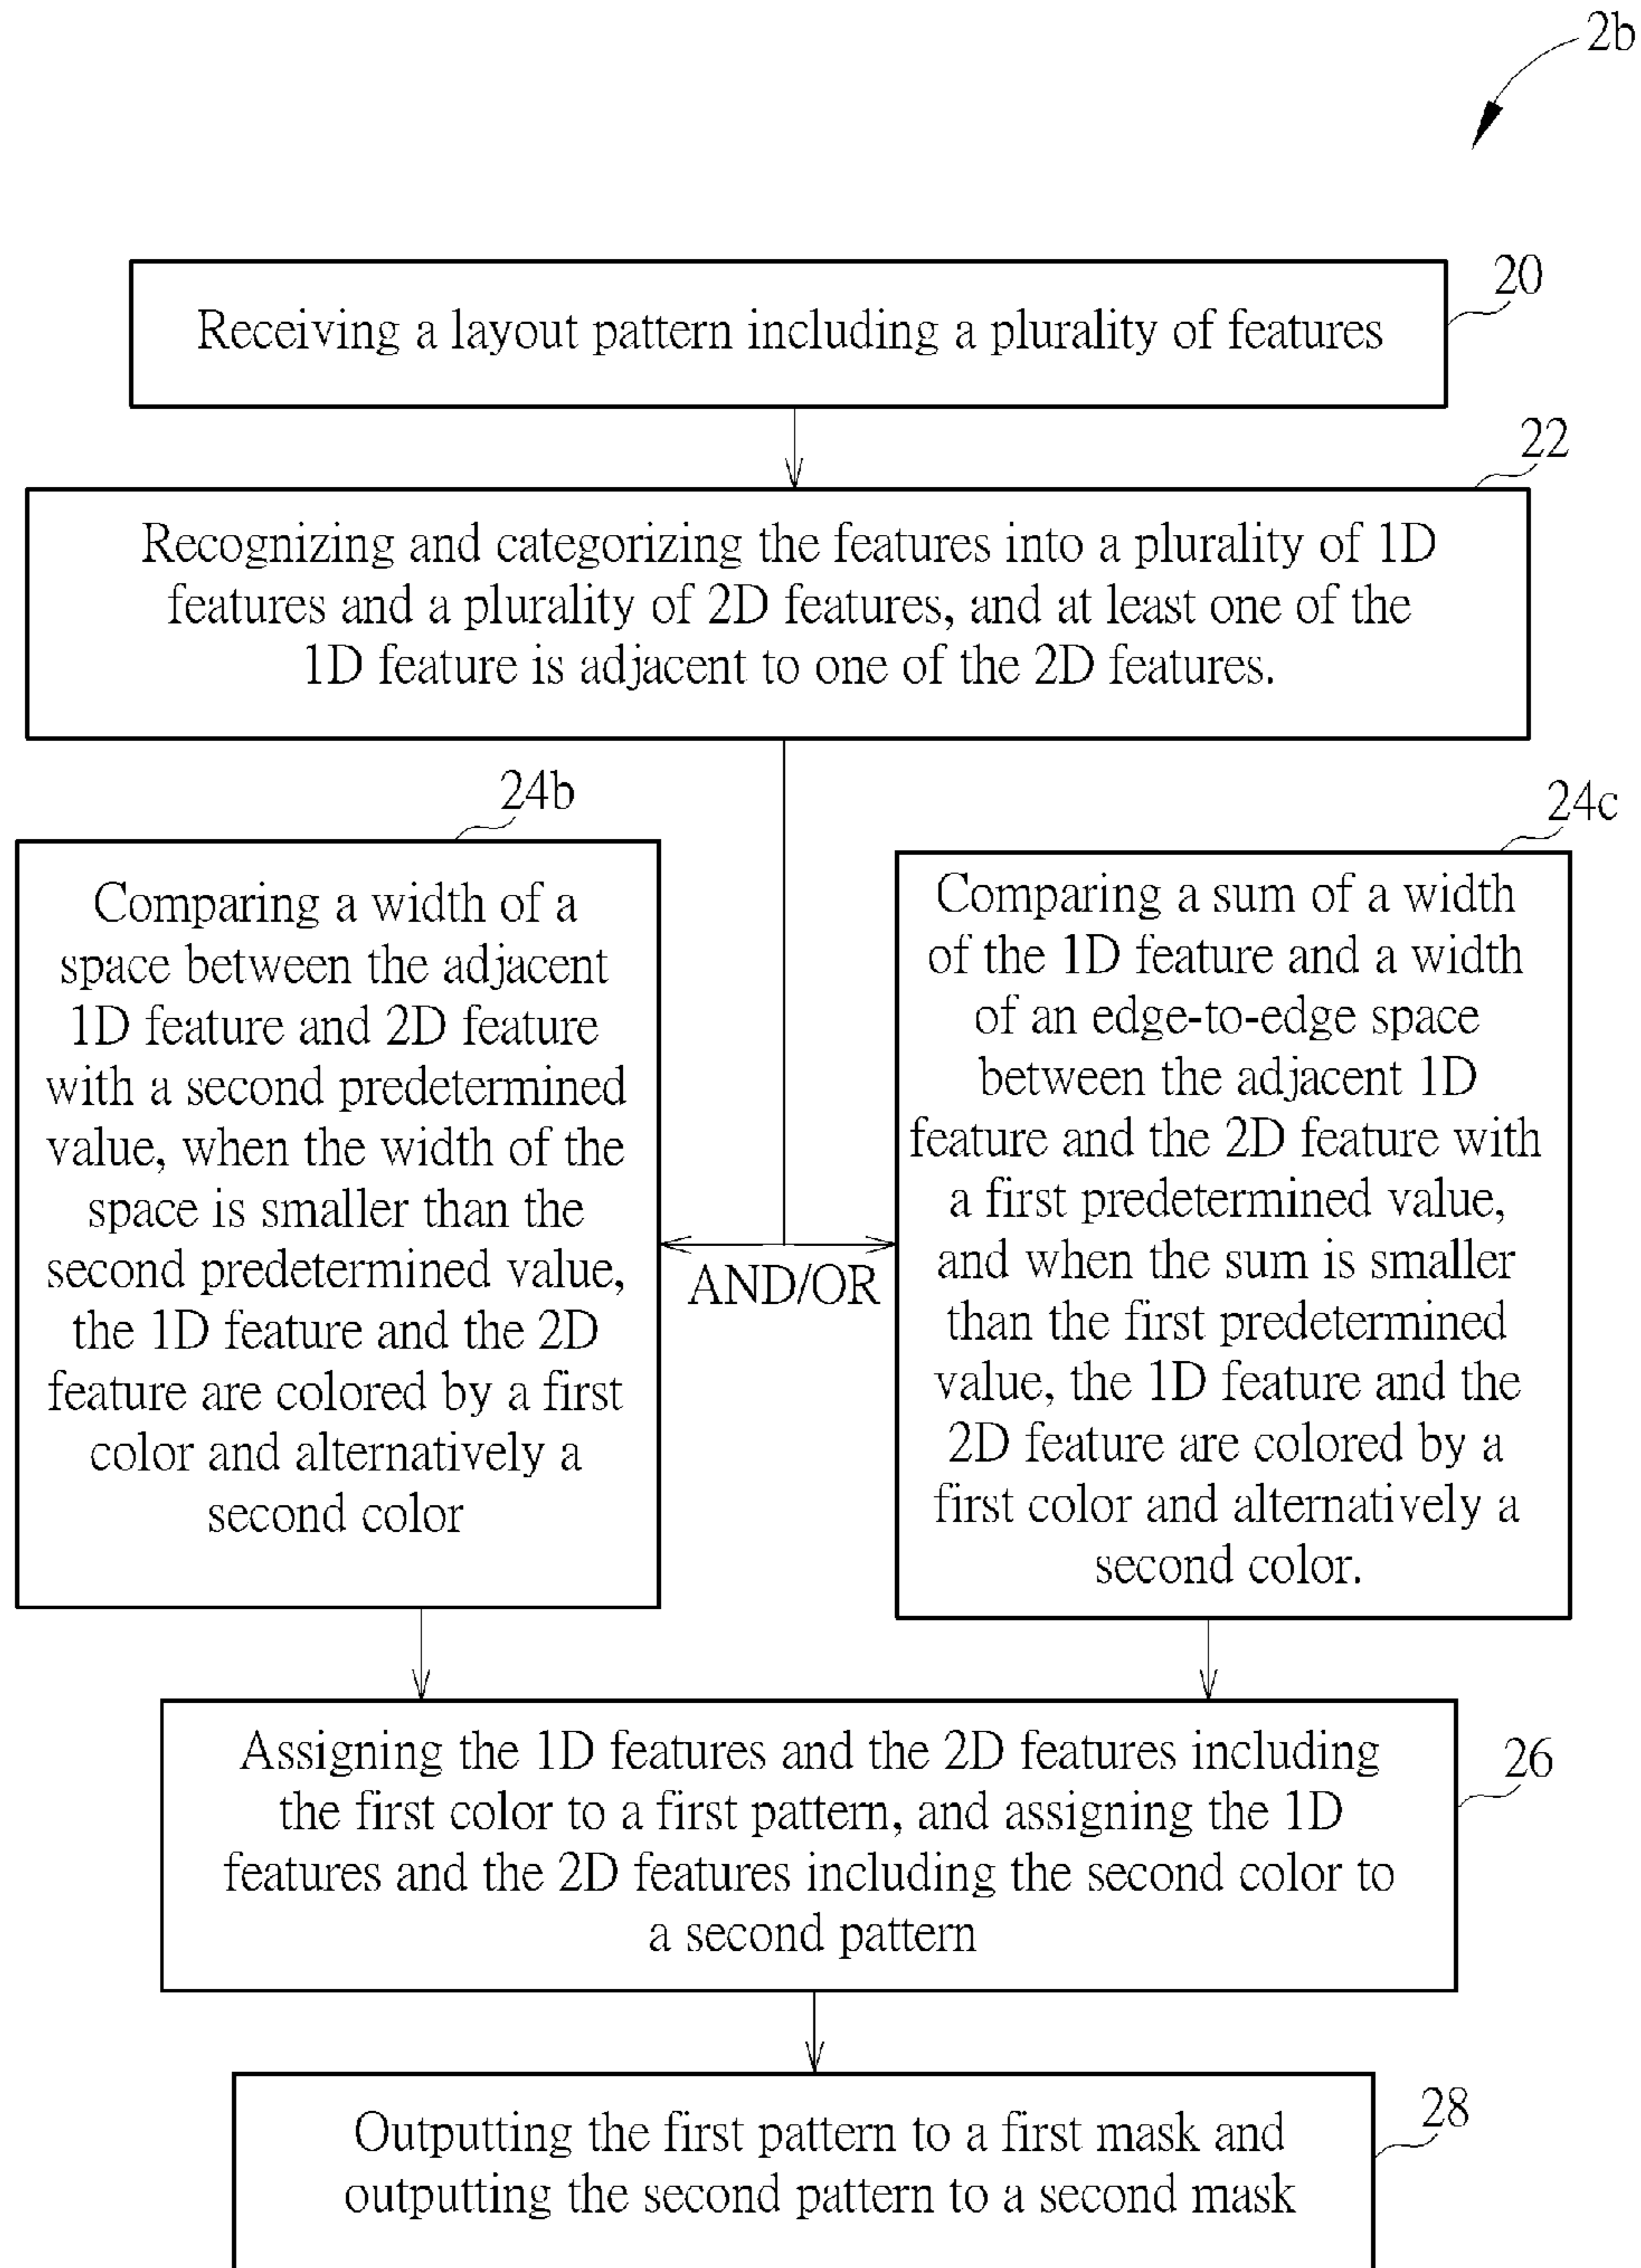 2b
20
Receiving a layout pattern including a plurality of features
22
Recognizing and categorizing the features into a plurality of 1D
features and a plurality of 2D features, and at least one of the
1D feature is adjacent to one of the 2D features.
24b
Comparing a width of a
space between the adjacent
1D feature and 2D feature
with a second predetermined
value, when the width of the
space is smaller than the
second predetermined value,
the 1D feature and the 2D
feature are colored by a first
color and alternatively a
second color
AND/OR
24c
Comparing a sum of a width
of the 1D feature and a width
of an edge-to-edge space
between the adjacent 1D
feature and the 2D feature with
a first predetermined value,
and when the sum is smaller
than the first predetermined
value, the 1D feature and the
2D feature are colored by a
first color and alternatively a
second color.
26
Assigning the 1D features and the 2D features including
the first color to a first pattern, and assigning the 1D
features and the 2D features including the second color to
a second pattern
28
Outputting the first pattern to a first mask and
outputting the second pattern to a second mask